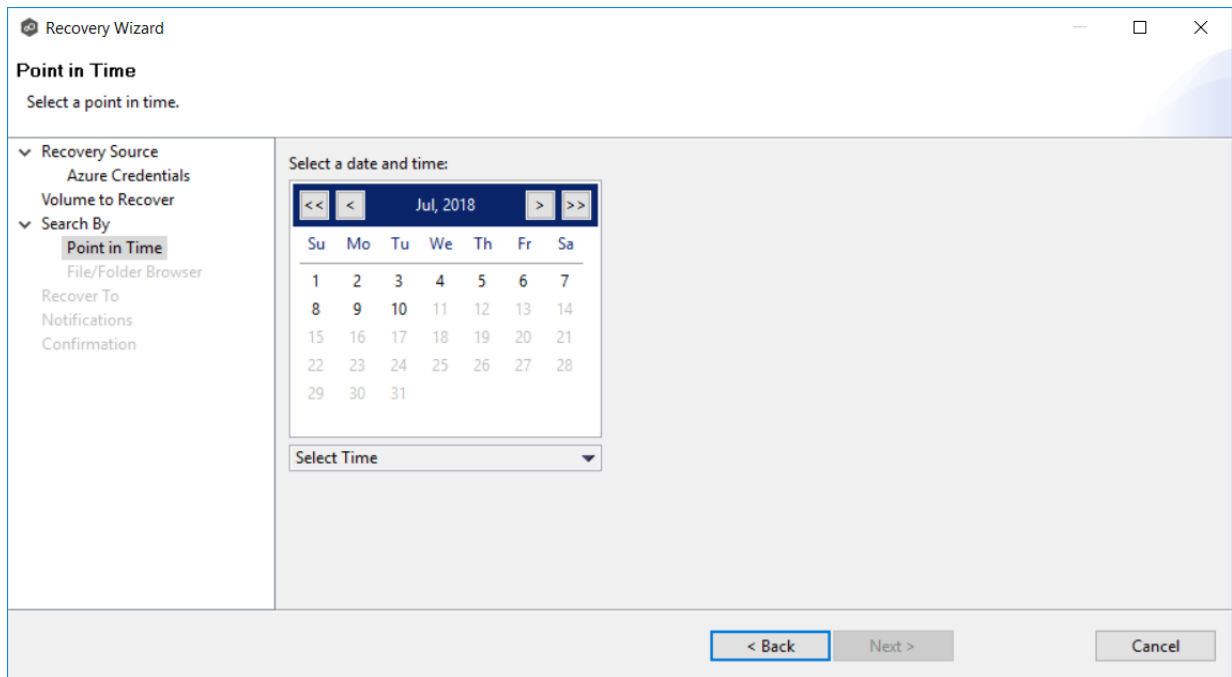 Recovery Wizard
Point in Time
Select a point in time.
Recovery Source
Azure Credentials
Volume to Recover
Search By
Point in Time
File/Folder Browser
Recover To
Notifications
Confirmation
Select a date and time:
<< < Jul, 2018 > >>
Su Mo Tu We Th Fr Sa
1 2 3 4 5 6 7
8 9 10 11 12 13 14
15 16 17 18 19 20 21
22 23 24 25 26 27 28
29 30 31
Select Time
< Back Next > Cancel